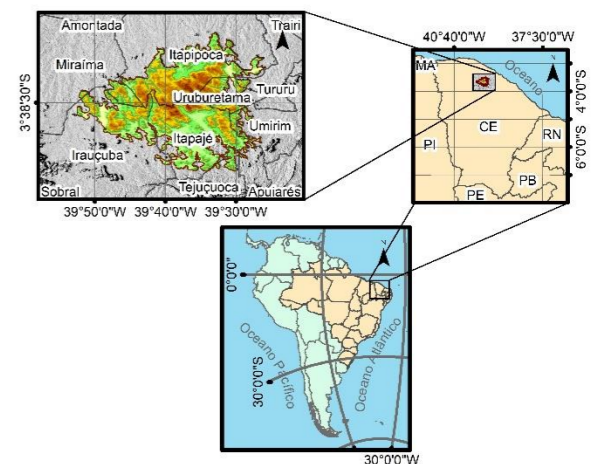 Amontada
Trairi
Itapipoca
Miraíma
Uruburetama
Tururu
Umirim
Itapajé
Irauçuba
Sobral
Tejuçuoca
Apuiarés
3°38'30"S
39°50'0"W 39°40'0"W 39°30'0"W
40°40'0"W 37°30'0"W
MA
Oceano
CE
PI
RN
PB
PE
4°0'0"S
6°0'0"S
0°0'0"
Oceano Pacífico
Oceano Atlântico
30°0'0"S
30°0'0"W